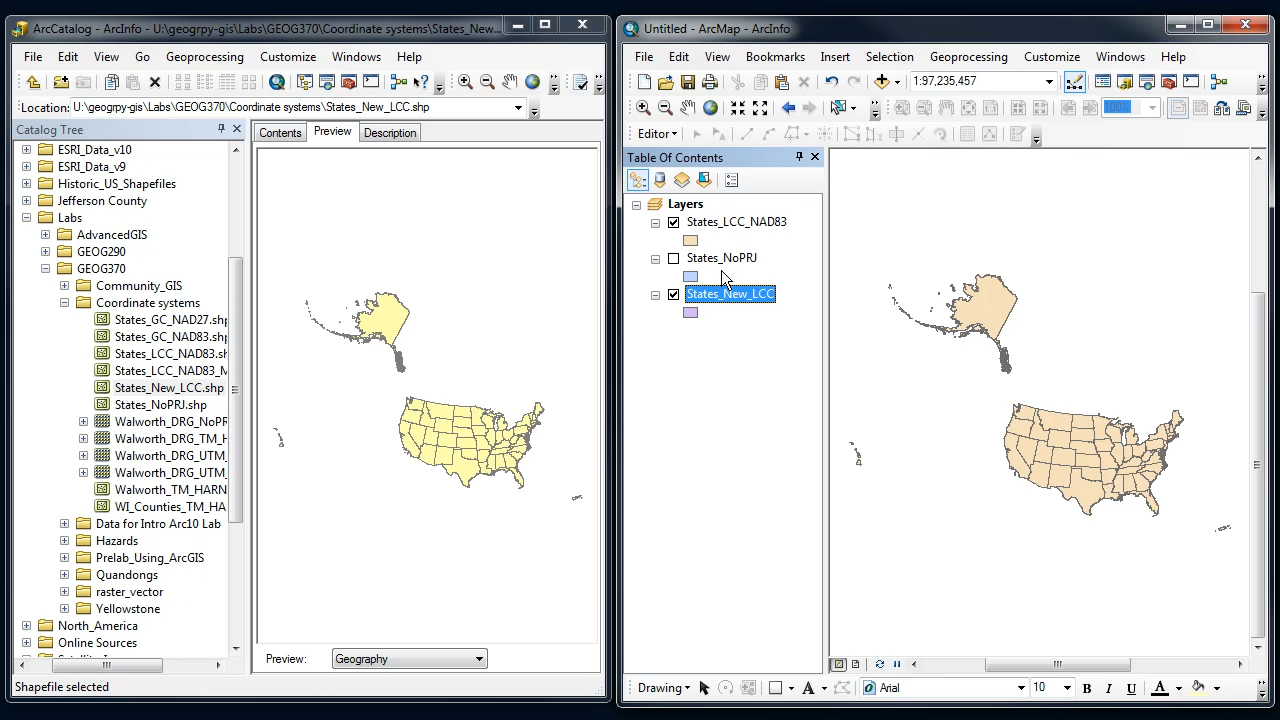 ArcCatalog - ArcInfo - U:\geogrpy-gis\Labs\GEOG370\Coordinate systems\States_New...
File Edit View Go Geoprocessing Customize Windows Help
Location: U:\geogrpy-gis\Labs\GEOG370\Coordinate systems\States_New_LCC.shp
Catalog Tree
ESRI_Data_v10
ESRI_Data_v9
Historic_US_Shapefiles
Jefferson County
Labs
AdvancedGIS
GEOG290
GEOG370
Community_GIS
Coordinate systems
States_GC_NAD27.shp
States_GC_NAD83.shp
States_LCC_NAD83.sh
States_LCC_NAD83_M
States_New_LCC.shp
States_NoPRJ.shp
Walworth_DRG_NoPR
Walworth_DRG_TM_H
Walworth_DRG_UTM_
Walworth_DRG_UTM_
Walworth_TM_HARN
WI_Counties_TM_HA
Data for Intro Arc10 Lab
Hazards
Prelab_Using_ArcGIS
Quandongs
raster_vector
Yellowstone
North_America
Online Sources
Contents Preview Description
Preview: Geography
Shapefile selected
Untitled - ArcMap - ArcInfo
File Edit View Bookmarks Insert Selection Geoprocessing Customize Windows Help
1:97,235,457
100%
Editor
Table Of Contents
Layers
States_LCC_NAD83
States_NoPRJ
States_New_LCC
Drawing A Arial 10 B I U A